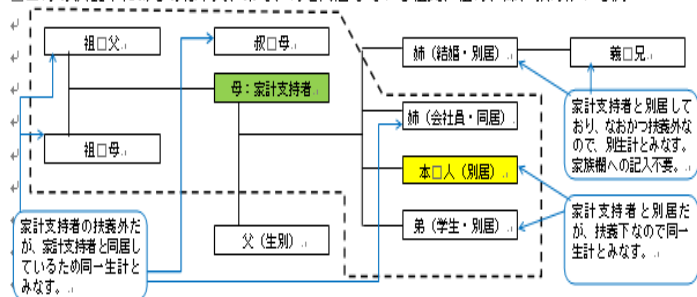 祖□父
叔□母
姉（結婚・別居）
義□兄
母：家計支持者
姉（会社員・同居）
祖□母
本□人（別居）
弟（学生・別居）
父（生別）
家計支持者と別居して
おり、なおかつ扶養外な
ので、別生計とみなす。
家族欄への記入不要。
家計支持者と別居だ
が、扶養下なので同一
生計とみなす。
家計支持者の扶養外だ
が、家計支持者と同居し
ているため同一生計と
みなす。